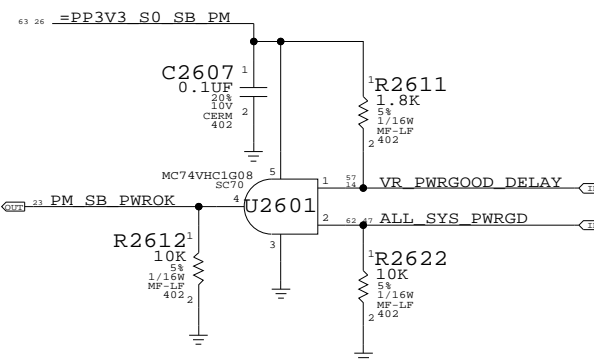 63 26 =PP3V3_S0_SB_PM
C2607 1
0.1UF
20%
10V
CERM
402
2
1 R2611
1.8K
5%
1/16W
MF-LF
2 402
MC74VHC1G08
SC70
5
U2601
1
2
3
4
57
14
VR_PWRGOOD_DELAY
62 47 ALL_SYS_PWRGD
OUT 23 PM_SB_PWROK
R2612 1
10K
5%
1/16W
MF-LF
402 2
1 R2622
10K
5%
1/16W
MF-LF
2 402